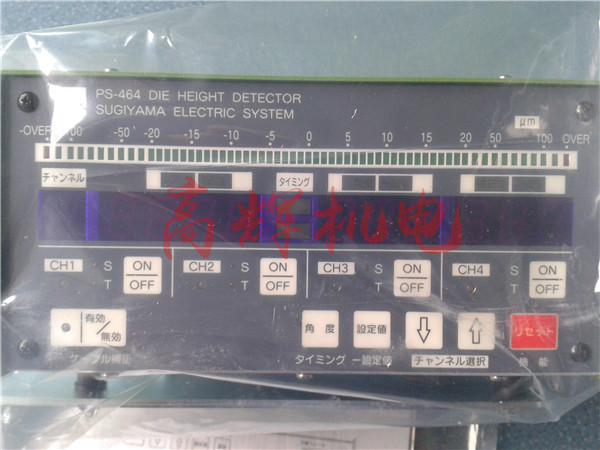 PS-464 DIE HEIGHT DETECTOR
SUGIYAMA ELECTRIC SYSTEM
μm
-OVER -100 -50 -20 -15 -10 -5 0 5 10 15 20 50 100 OVER
チャンネル タイミング
高辉机电
CH1 S T ON OFF CH2 S T ON OFF CH3 S T ON OFF CH4 S T ON OFF
有効/無効 角度 設定値 リセット
タイミング 設定値 チャンネル選択